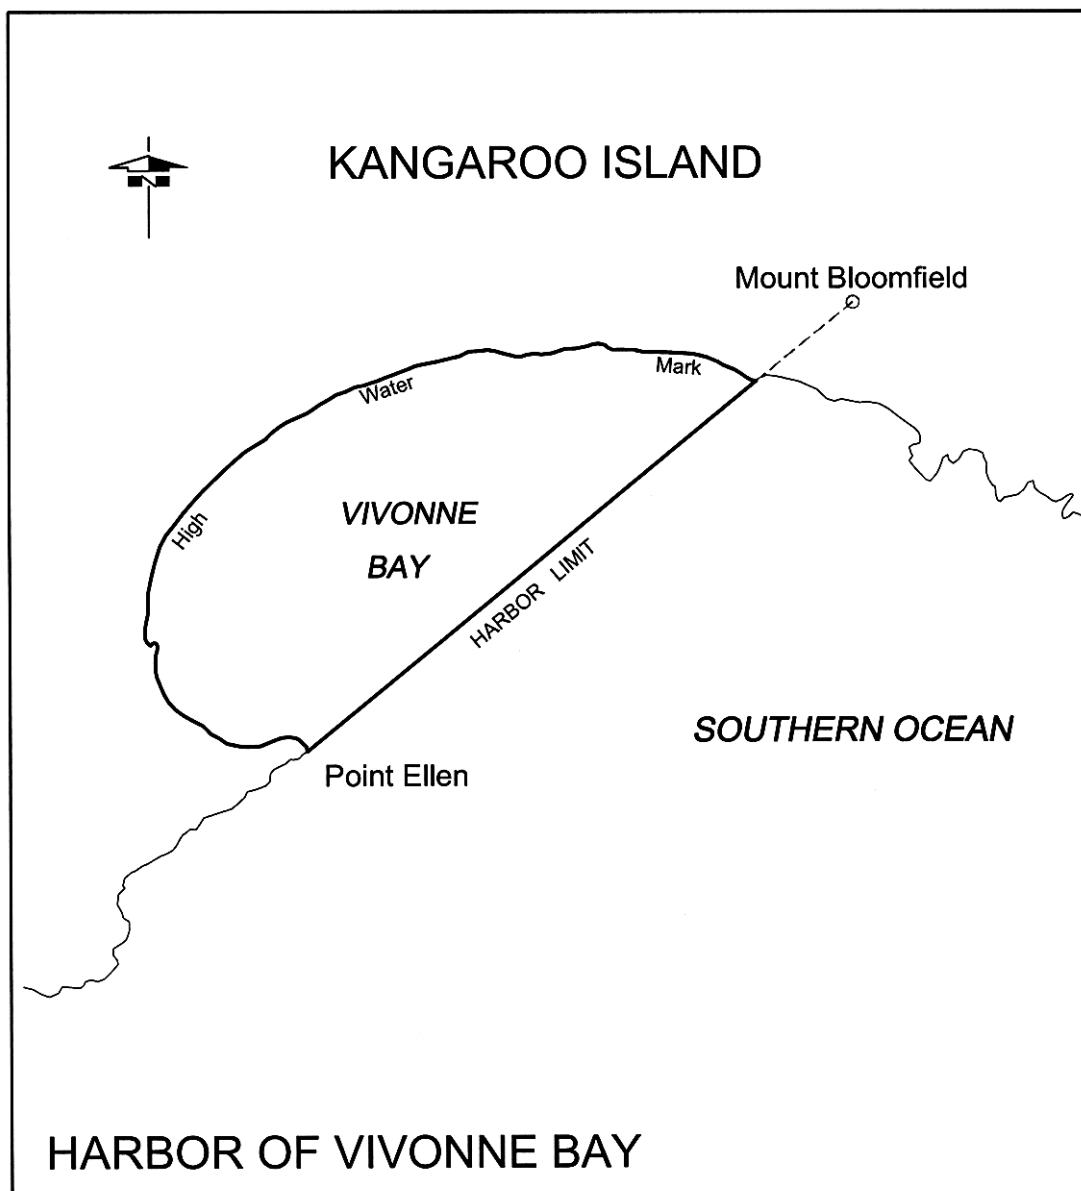 KANGAROO ISLAND
N
Mount Bloomfield
High Water Mark
VIVONNE
BAY
HARBOR LIMIT
SOUTHERN OCEAN
Point Ellen
HARBOR OF VIVONNE BAY